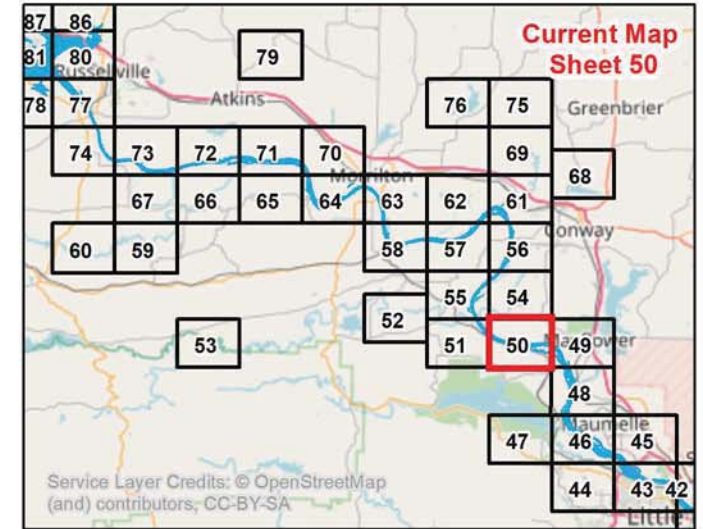 87 86
Current Map
Sheet 50
81 80 79
Russellville
78 77 Atkins 76 75 Greenbrier
74 73 72 71 70 69
68
Morrilton
67 66 65 64 63 62 61
Conway
60 59 58 57 56
55 54
52
53 51 50 49
48
Maumelle
47 46 45
Service Layer Credits: © OpenStreetMap
(and) contributors, CC-BY-SA
44 43 42
Little